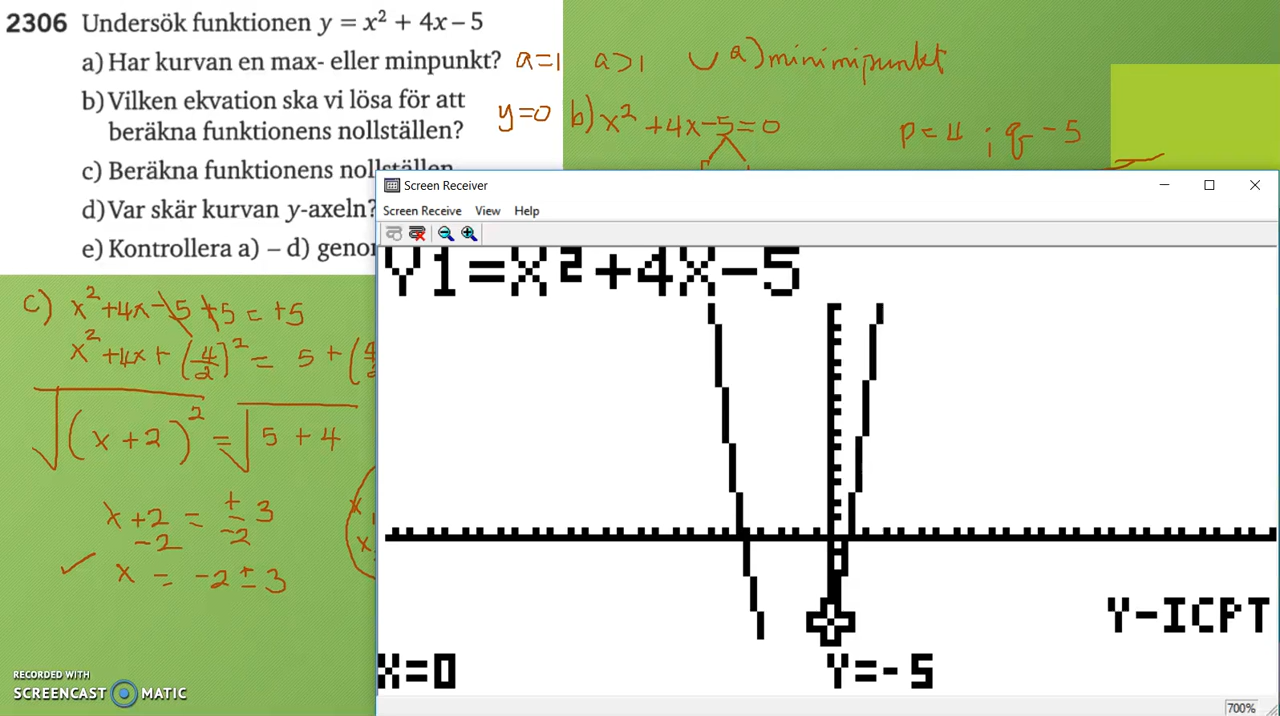 2306 Undersök funktionen y = x² + 4x – 5
a) Har kurvan en max- eller minpunkt?
b) Vilken ekvation ska vi lösa för att
beräkna funktionens nollställen?
c) Beräkna funktionens nollställen
d) Var skär kurvan y-axeln?
e) Kontrollera a) – d) genom
a=1 a>1 ∪ a) minimipunkt
y=0 b) x² +4x-5=0
p=4 ; q -5
c) x²+4x-5+5=+5
x²+4x+(4/2)² = 5+(4/2
√(x+2)² = √5+4
x+2 = ±3
-2 -2
x = -2±3
Screen Receiver
Screen Receive View Help
Y1=X²+4X-5
Y-ICPT
X=0 Y=-5
700%
RECORDED WITH
SCREENCAST MATIC